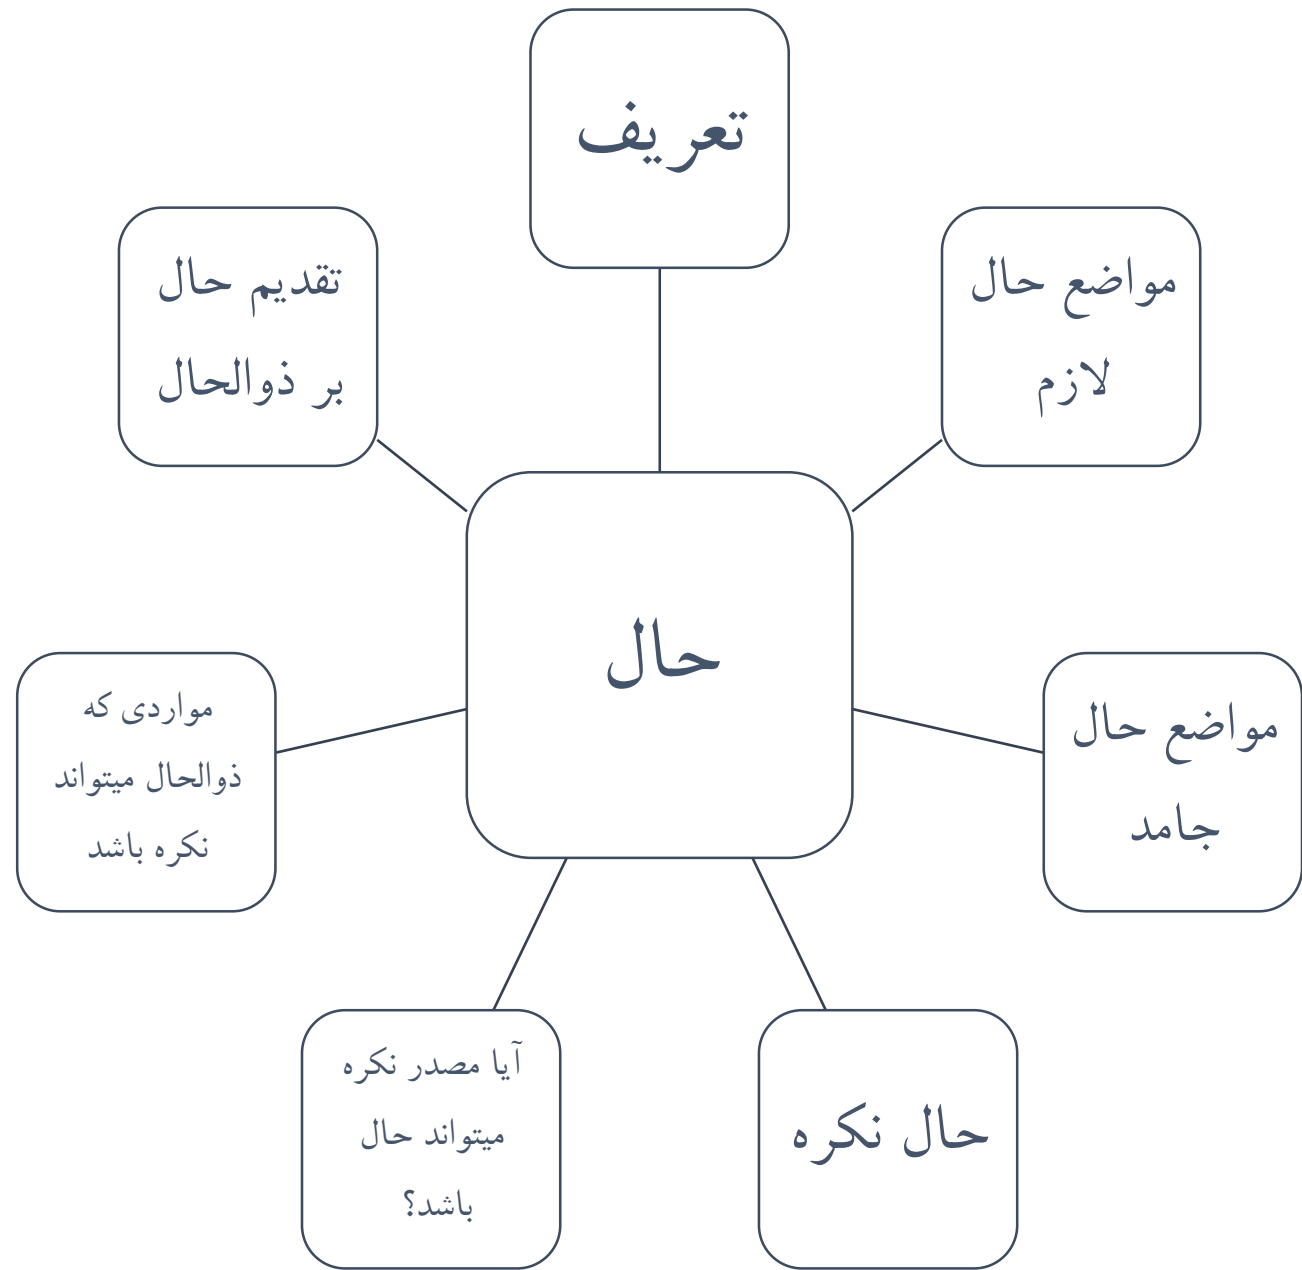 تعریف
مواضع حال
لازم
مواضع حال
جامد
حال نکره
آیا مصدر نکره
میتواند حال
باشد؟
مواردی که
ذوالحال میتواند
نکره باشد
تقدیم حال
بر ذوالحال
حال